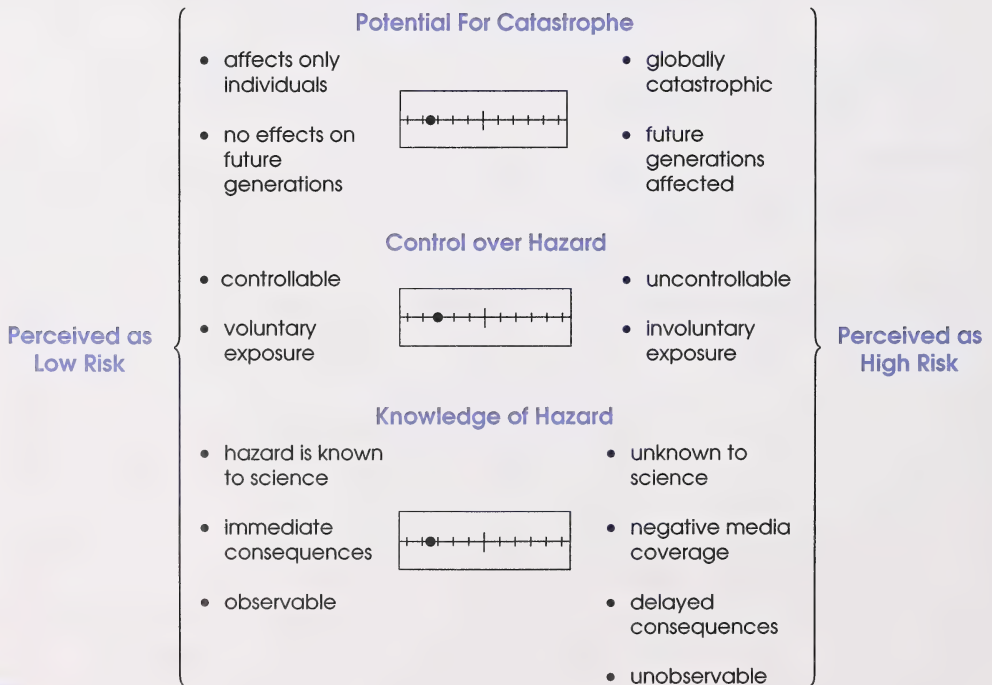 Potential For Catastrophe
• affects only
individuals
• no effects on
future
generations
• globally
catastrophic
• future
generations
affected
Control over Hazard
• controllable
• voluntary
exposure
• uncontrollable
• involuntary
exposure
Perceived as
Low Risk
Perceived as
High Risk
Knowledge of Hazard
• hazard is known
to science
• immediate
consequences
• observable
• unknown to
science
• negative media
coverage
• delayed
consequences
• unobservable